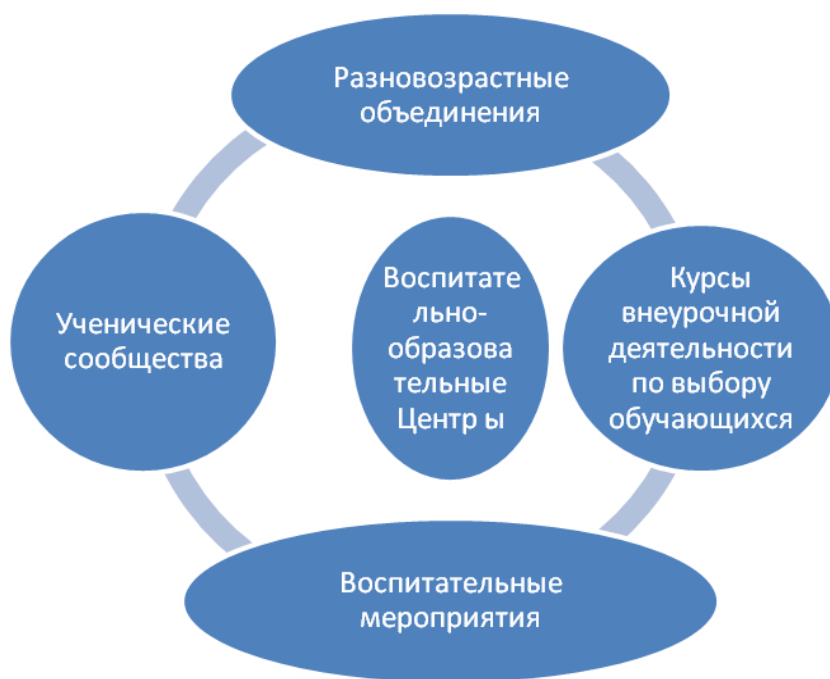 Разновозрастные
объединения
Ученические
сообщества
Воспитате
льно-
образова
тельные
Центр ы
Курсы
внеурочной
деятельности
по выбору
обучающихся
Воспитательные
мероприятия